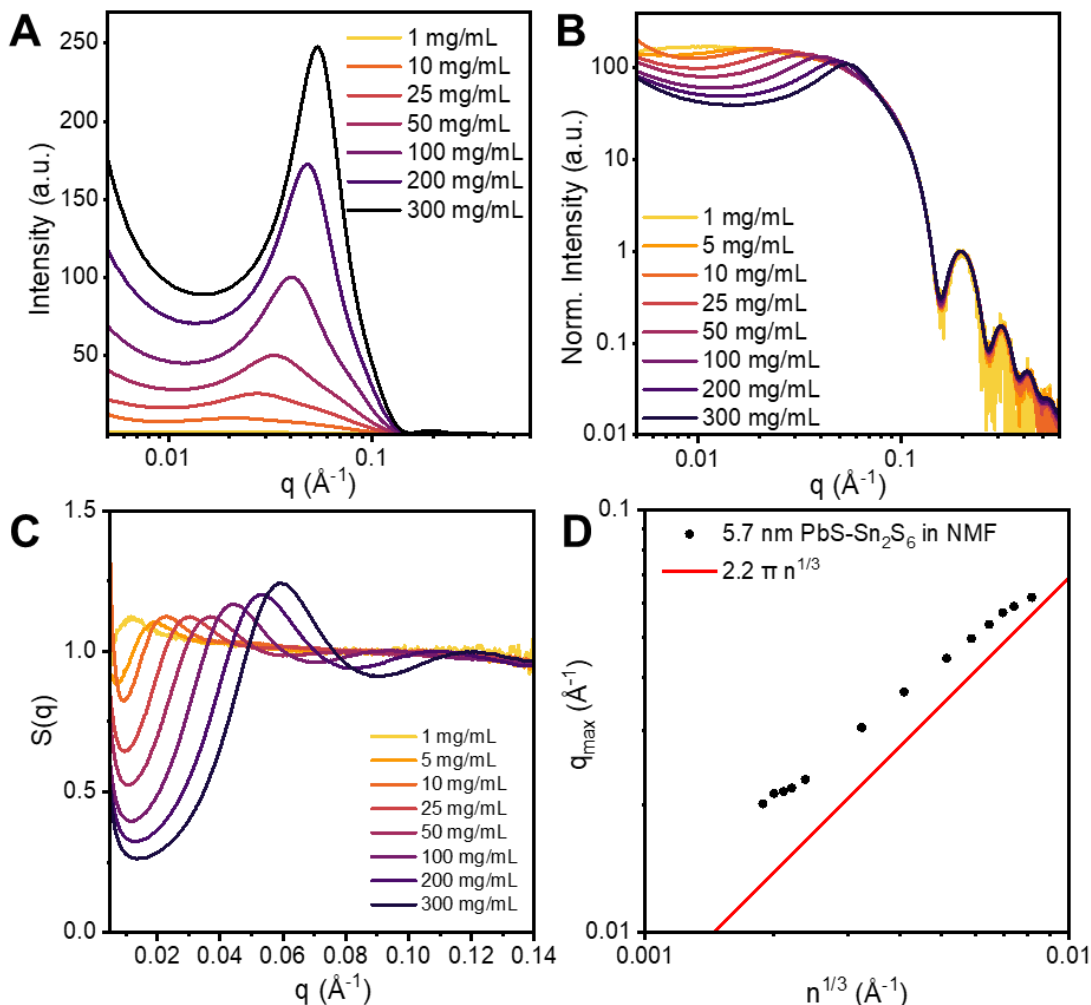 A
250
200
150
100
50
Intensity (a.u.)
1 mg/mL
10 mg/mL
25 mg/mL
50 mg/mL
100 mg/mL
200 mg/mL
300 mg/mL
0.01
0.1
q (Å⁻¹)
B
100
10
1
0.1
0.01
Norm. Intensity (a.u.)
1 mg/mL
5 mg/mL
10 mg/mL
25 mg/mL
50 mg/mL
100 mg/mL
200 mg/mL
300 mg/mL
0.01
0.1
q (Å⁻¹)
C
1.5
1.0
0.5
0.0
S(q)
1 mg/mL
5 mg/mL
10 mg/mL
25 mg/mL
50 mg/mL
100 mg/mL
200 mg/mL
300 mg/mL
0.02
0.04
0.06
0.08
0.10
0.12
0.14
q (Å⁻¹)
D
0.1
0.01
q_max (Å⁻¹)
5.7 nm PbS-Sn₂S₆ in NMF
2.2 π n^1/3
0.001
0.01
n^1/3 (Å⁻¹)